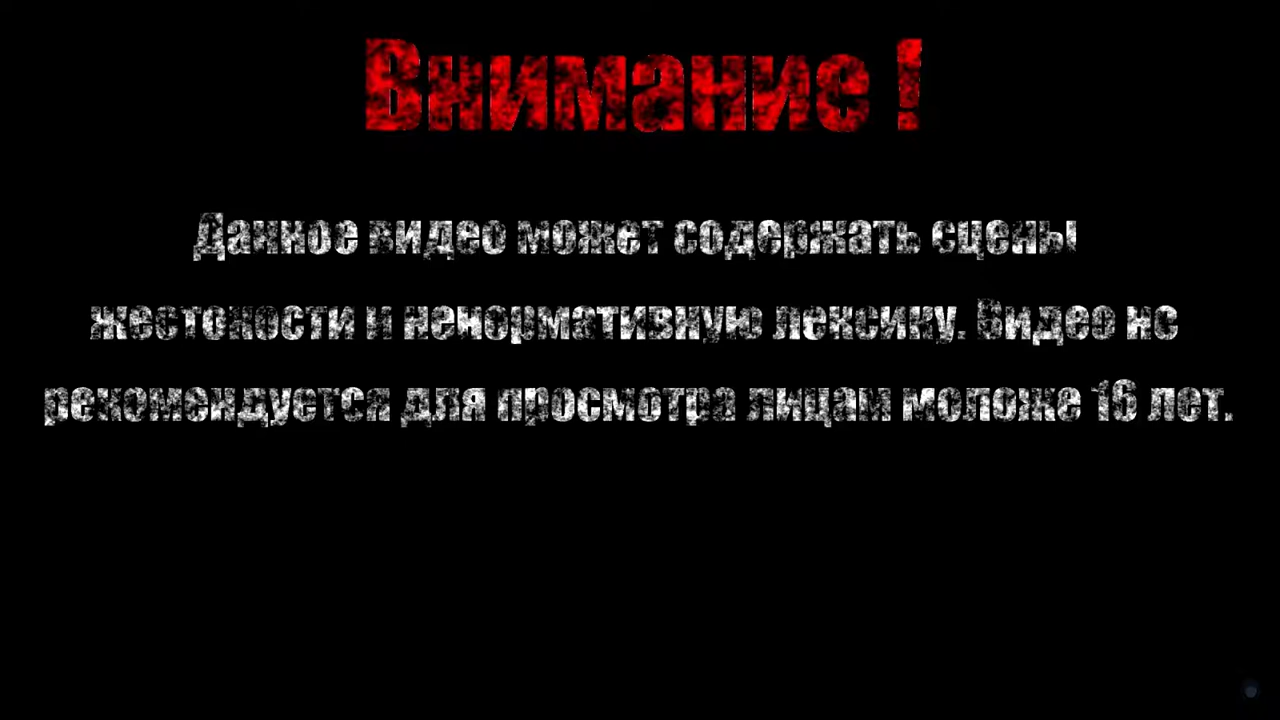 Внимание !
Данное видео может содержать сцены
жестокости и ненормативную лексику. Видео не
рекомендуется для просмотра лицам моложе 16 лет.